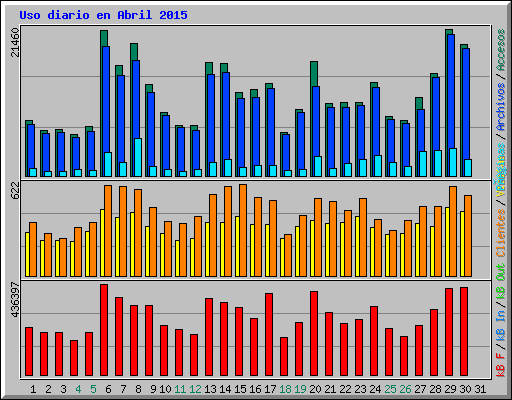 Uso diario en Abril 2015
21460
622
436397
1 2 3 4 5 6 7 8 9 10 11 12 13 14 15 16 17 18 19 20 21 22 23 24 25 26 27 28 29 30 31
kB F / kB In / kB Out Clientes / / Archivos / Accesos